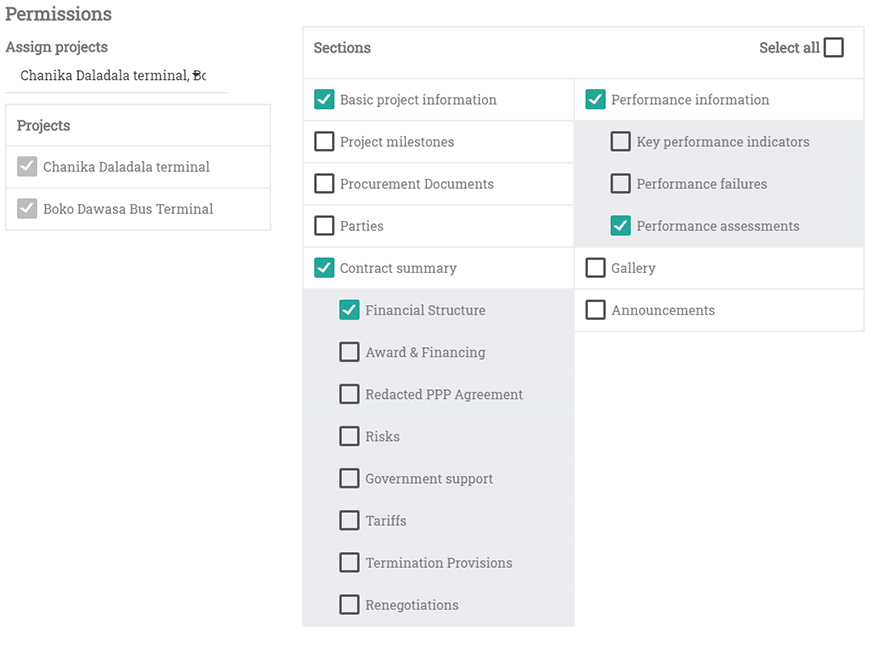 Permissions
Assign projects
Chanika Daladala terminal,
Projects
Chanika Daladala terminal
Boko Dawasa Bus Terminal
Sections
Select all
Basic project information
Project milestones
Procurement Documents
Parties
Contract summary
Financial Structure
Award & Financing
Redacted PPP Agreement
Risks
Government support
Tariffs
Termination Provisions
Renegotiations
Performance information
Key performance indicators
Performance failures
Performance assessments
Gallery
Announcements